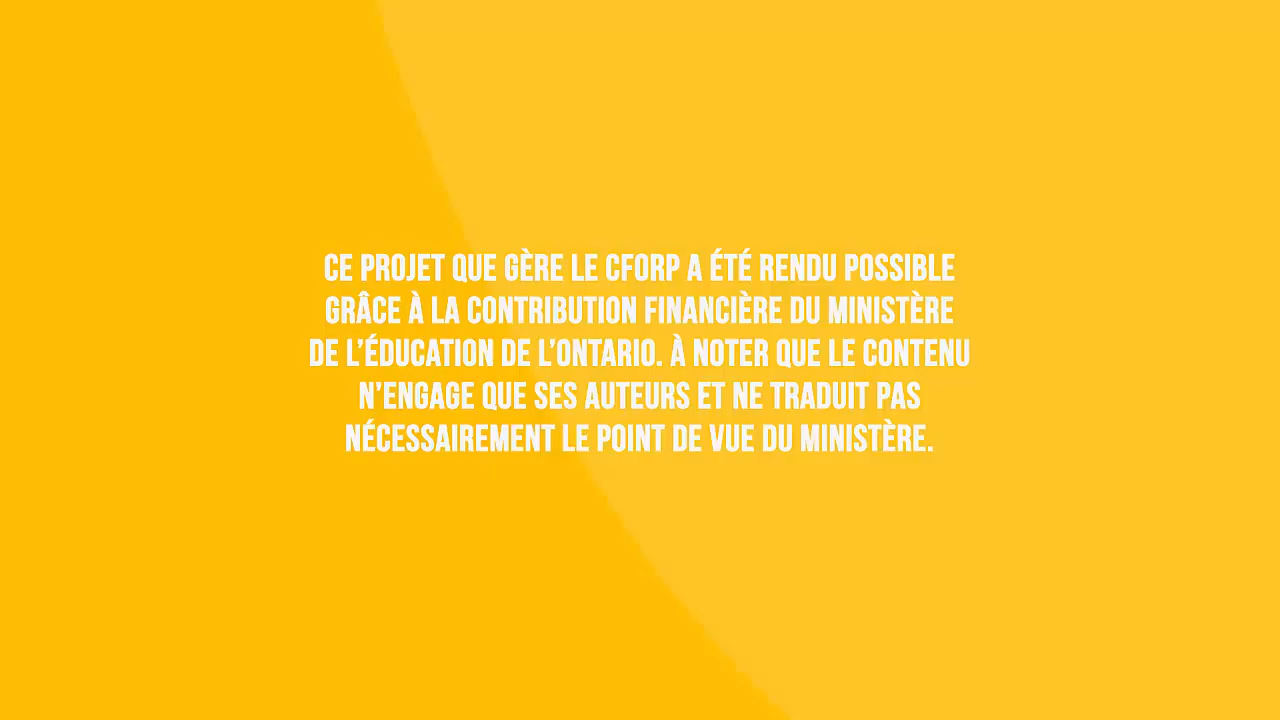 CE PROJET QUE GÈRE LE CFORP A ÉTÉ RENDU POSSIBLE
GRÂCE À LA CONTRIBUTION FINANCIÈRE DU MINISTÈRE
DE L’ÉDUCATION DE L’ONTARIO. À NOTER QUE LE CONTENU
N’ENGAGE QUE SES AUTEURS ET NE TRADUIT PAS
NÉCESSAIREMENT LE POINT DE VUE DU MINISTÈRE.